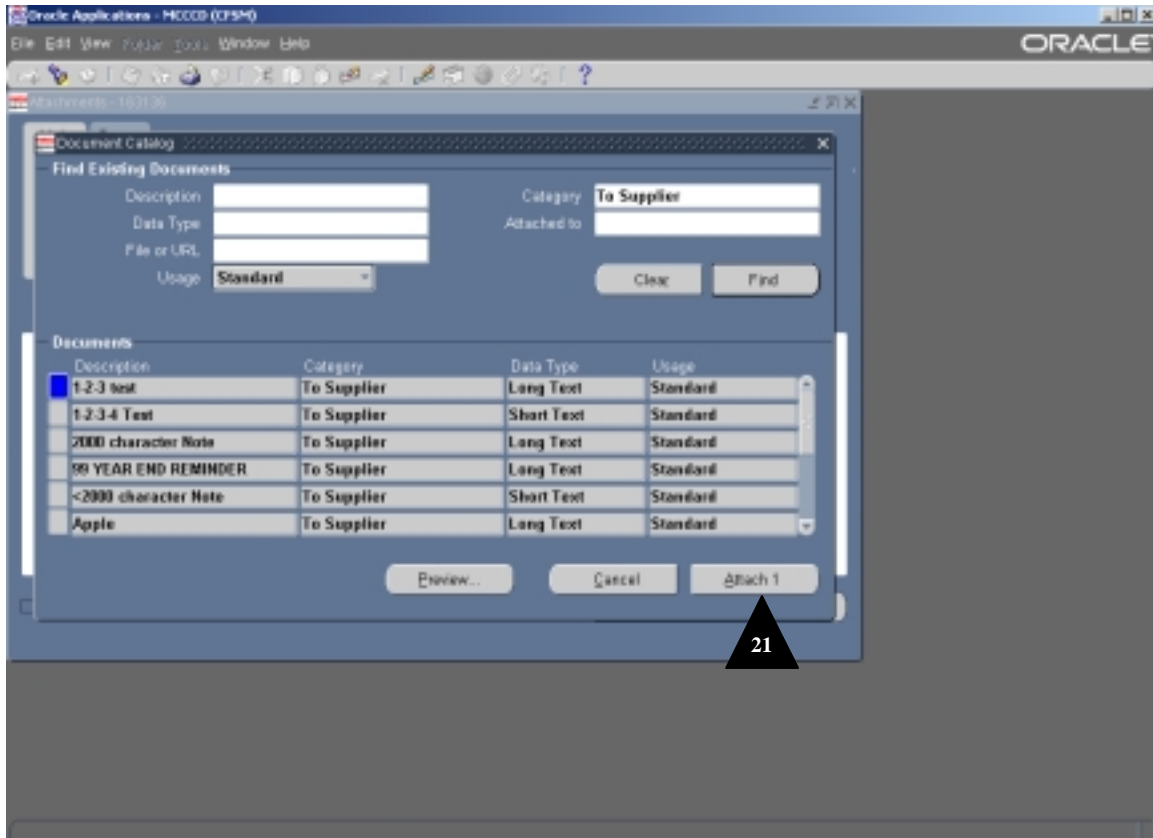 Oracle Applications - MCCCD (CFSM)
File Edit View Folder Tools Window Help
ORACLE
Attachments - 163136
Document Catalog
Find Existing Documents
Description
Category To Supplier
Data Type
Attached to
File or URL
Usage Standard
Clear Find
Documents
Description Category Data Type Usage
1-2-3 test To Supplier Long Text Standard
1-2-3-4 Test To Supplier Short Text Standard
2000 character Note To Supplier Long Text Standard
99 YEAR END REMINDER To Supplier Long Text Standard
<2000 character Note To Supplier Short Text Standard
Apple To Supplier Long Text Standard
Preview... Cancel Attach 1
21